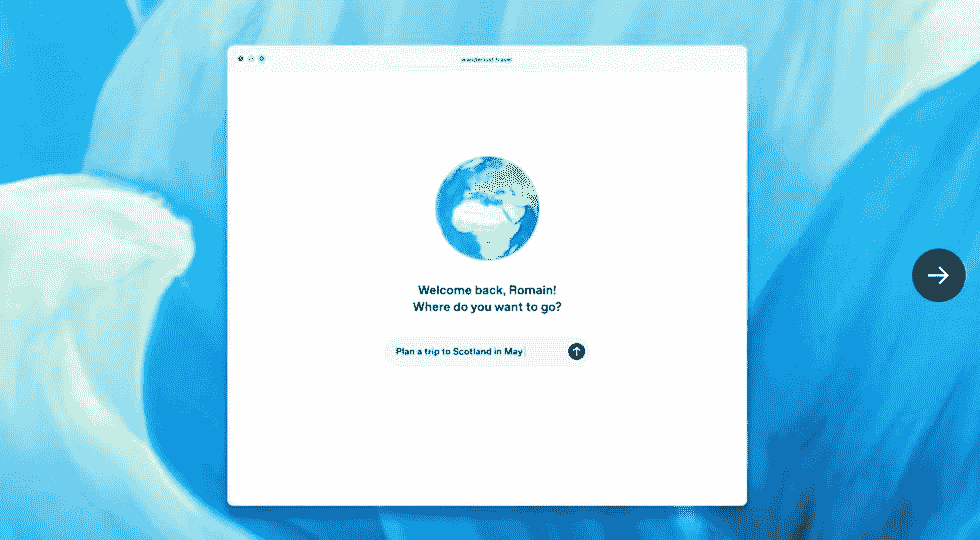 Welcome back, Romain!
Where do you want to go?
Plan a trip to Scotland in May